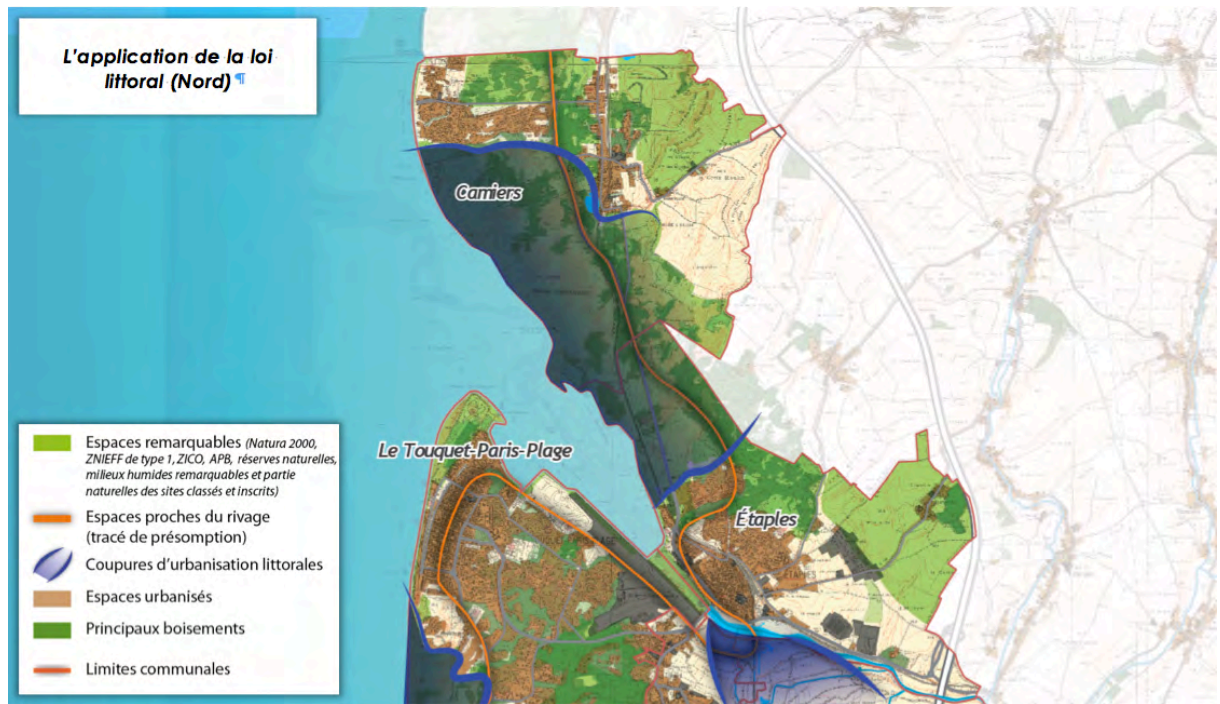 L'application de la loi
littoral (Nord) ¶
Camiers
Le Touquet-Paris-Plage
Étaples
Espaces remarquables (Natura 2000,
ZNIEFF de type 1, ZICO, APB, réserves naturelles,
milieux humides remarquables et partie
naturelles des sites classés et inscrits)
Espaces proches du rivage
(tracé de présomption)
Coupures d'urbanisation littorales
Espaces urbanisés
Principaux boisements
Limites communales